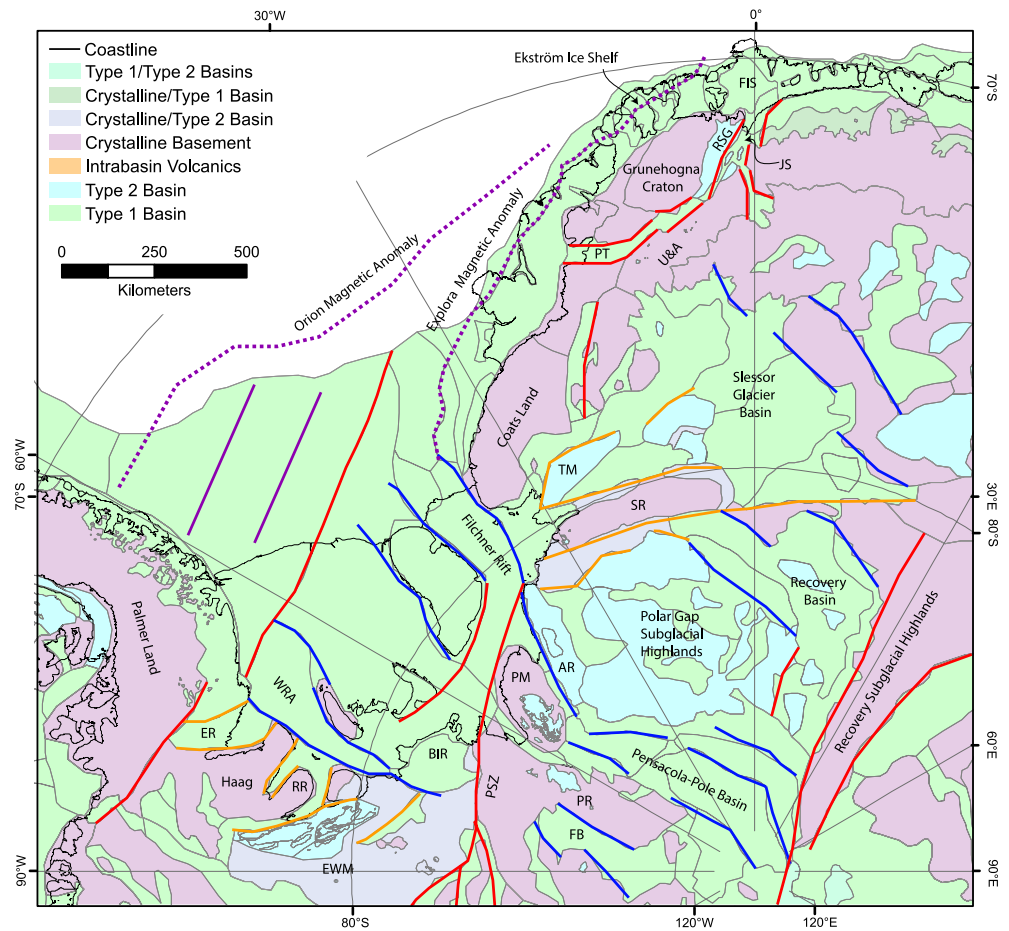 30°W
0°
Coastline
Type 1/Type 2 Basins
Crystalline/Type 1 Basin
Crystalline/Type 2 Basin
Crystalline Basement
Intrabasin Volcanics
Type 2 Basin
Type 1 Basin
0
250
500
Kilometers
Ekström Ice Shelf
FIS
70°S
RSG
JS
Grunehogna
Craton
PT
U&A
Orion Magnetic Anomaly
Explora Magnetic Anomaly
Coats Land
Slessor
Glacier
Basin
60°W
70°S
TM
SR
30°E
80°S
Filchner Rift
Recovery
Basin
Polar Gap
Subglacial
Highlands
Palmer Land
AR
PM
WRA
Recovery Subglacial Highlands
ER
BIR
60°E
Haag
RR
PSZ
Pensacola-Pole Basin
PR
FB
EWM
90°W
90°E
80°S
120°W
120°E